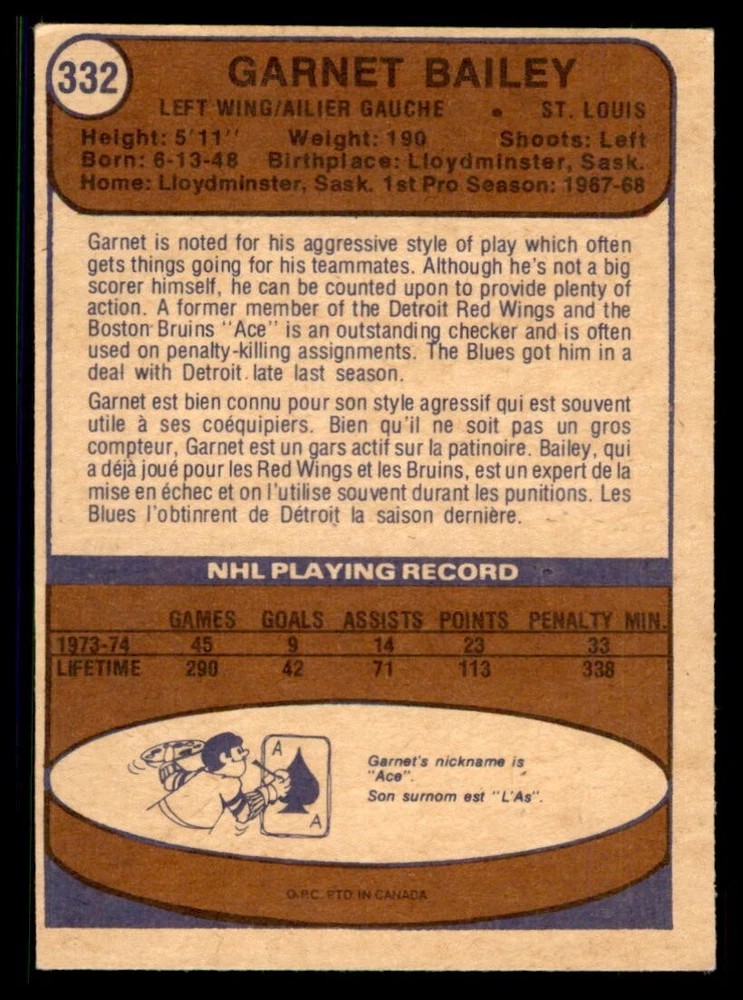 332
GARNET BAILEY
LEFT WING/AILIER GAUCHE • ST. LOUIS
Height: 5'11'' Weight: 190 Shoots: Left
Born: 6-13-48 Birthplace: Lloydminster, Sask.
Home: Lloydminster, Sask. 1st Pro Season: 1967-68
Garnet is noted for his aggressive style of play which often
gets things going for his teammates. Although he's not a big
scorer himself, he can be counted upon to provide plenty of
action. A former member of the Detroit Red Wings and the
Boston Bruins "Ace" is an outstanding checker and is often
used on penalty-killing assignments. The Blues got him in a
deal with Detroit late last season.
Garnet est bien connu pour son style agressif qui est souvent
utile à ses coéquipiers. Bien qu'il ne soit pas un gros
compteur, Garnet est un gars actif sur la patinoire. Bailey, qui
a déjà joué pour les Red Wings et les Bruins, est un expert de la
mise en échec et on l'utilise souvent durant les punitions. Les
Blues l'obtinrent de Détroit la saison dernière.
NHL PLAYING RECORD
GAMES GOALS ASSISTS POINTS PENALTY MIN.
1973-74 45 9 14 23 33
LIFETIME 290 42 71 113 338
A
A
Garnet's nickname is
"Ace".
Son surnom est "L'As".
O.P.C. PTD. IN CANADA